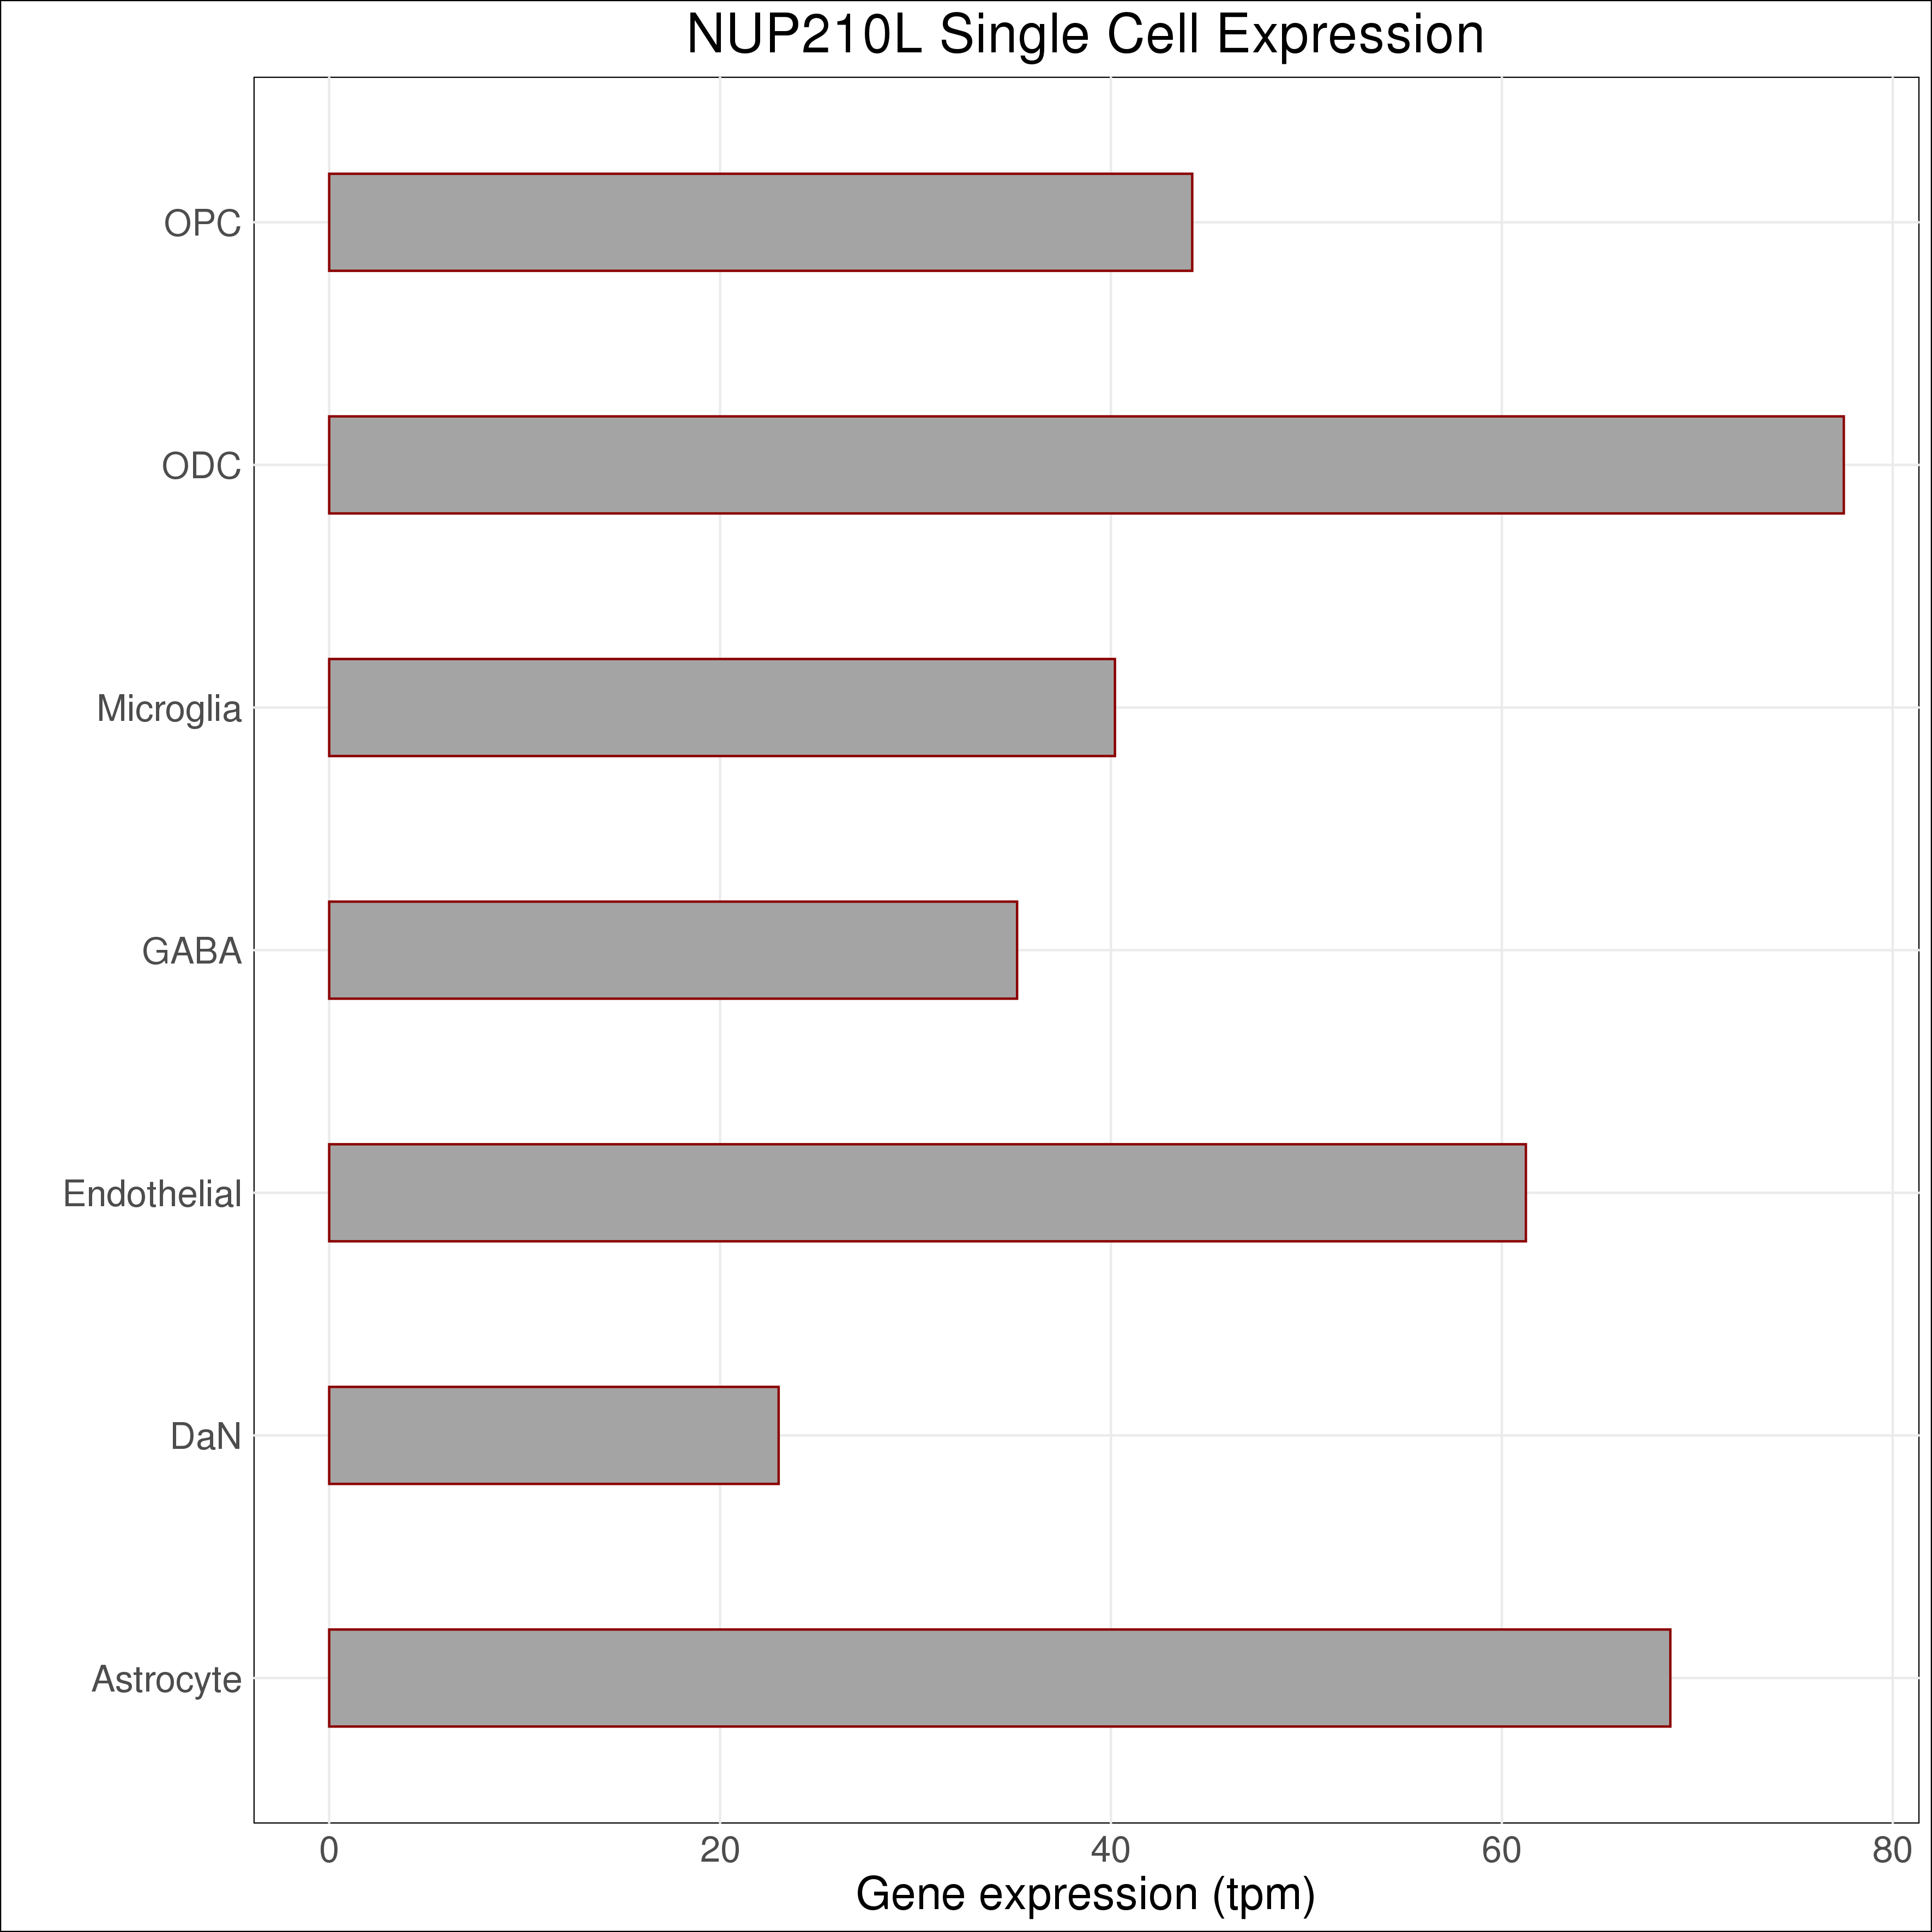 NUP210L Single Cell Expression
OPC
ODC
Microglia
GABA
Endothelial
DaN
Astrocyte
0 20 40 60 80
Gene expression (tpm)